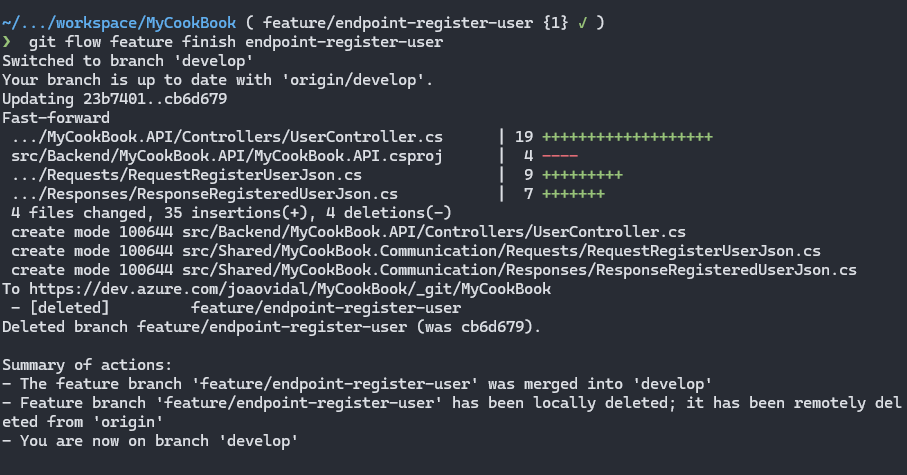 ~/.../workspace/MyCookBook ( feature/endpoint-register-user {1} ✓ )
❯  git flow feature finish endpoint-register-user
Switched to branch 'develop'
Your branch is up to date with 'origin/develop'.
Updating 23b7401..cb6d679
Fast-forward
 .../MyCookBook.API/Controllers/UserController.cs      | 19 +++++++++++++++++++
 src/Backend/MyCookBook.API/MyCookBook.API.csproj      |  4 ----
 .../Requests/RequestRegisterUserJson.cs               |  9 +++++++++
 .../Responses/ResponseRegisteredUserJson.cs           |  7 +++++++
 4 files changed, 35 insertions(+), 4 deletions(-)
 create mode 100644 src/Backend/MyCookBook.API/Controllers/UserController.cs
 create mode 100644 src/Shared/MyCookBook.Communication/Requests/RequestRegisterUserJson.cs
 create mode 100644 src/Shared/MyCookBook.Communication/Responses/ResponseRegisteredUserJson.cs
To https://dev.azure.com/joaovidal/MyCookBook/_git/MyCookBook
 - [deleted]         feature/endpoint-register-user
Deleted branch feature/endpoint-register-user (was cb6d679).

Summary of actions:
- The feature branch 'feature/endpoint-register-user' was merged into 'develop'
- Feature branch 'feature/endpoint-register-user' has been locally deleted; it has been remotely del
eted from 'origin'
- You are now on branch 'develop'